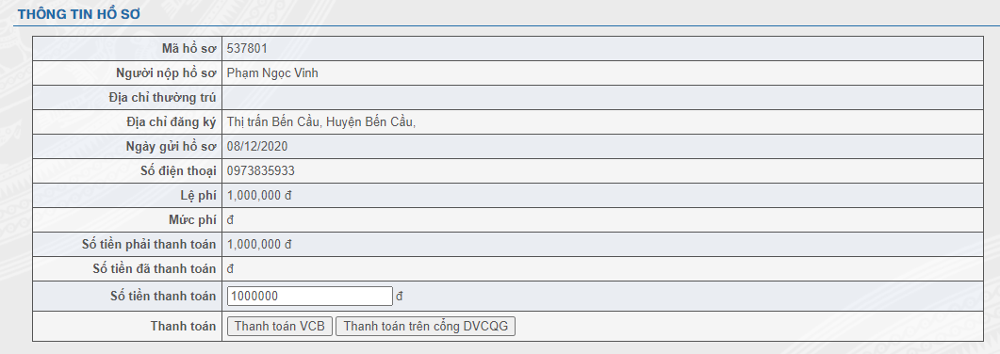 THÔNG TIN HỒ SƠ
Mã hồ sơ 537801
Người nộp hồ sơ Phạm Ngọc Vinh
Địa chỉ thường trú
Địa chỉ đăng ký Thị trấn Bến Cầu, Huyện Bến Cầu,
Ngày gửi hồ sơ 08/12/2020
Số điện thoại 0973835933
Lệ phí 1,000,000 đ
Mức phí đ
Số tiền phải thanh toán 1,000,000 đ
Số tiền đã thanh toán đ
Số tiền thanh toán 1000000 đ
Thanh toán Thanh toán VCB Thanh toán trên cổng DVCQG